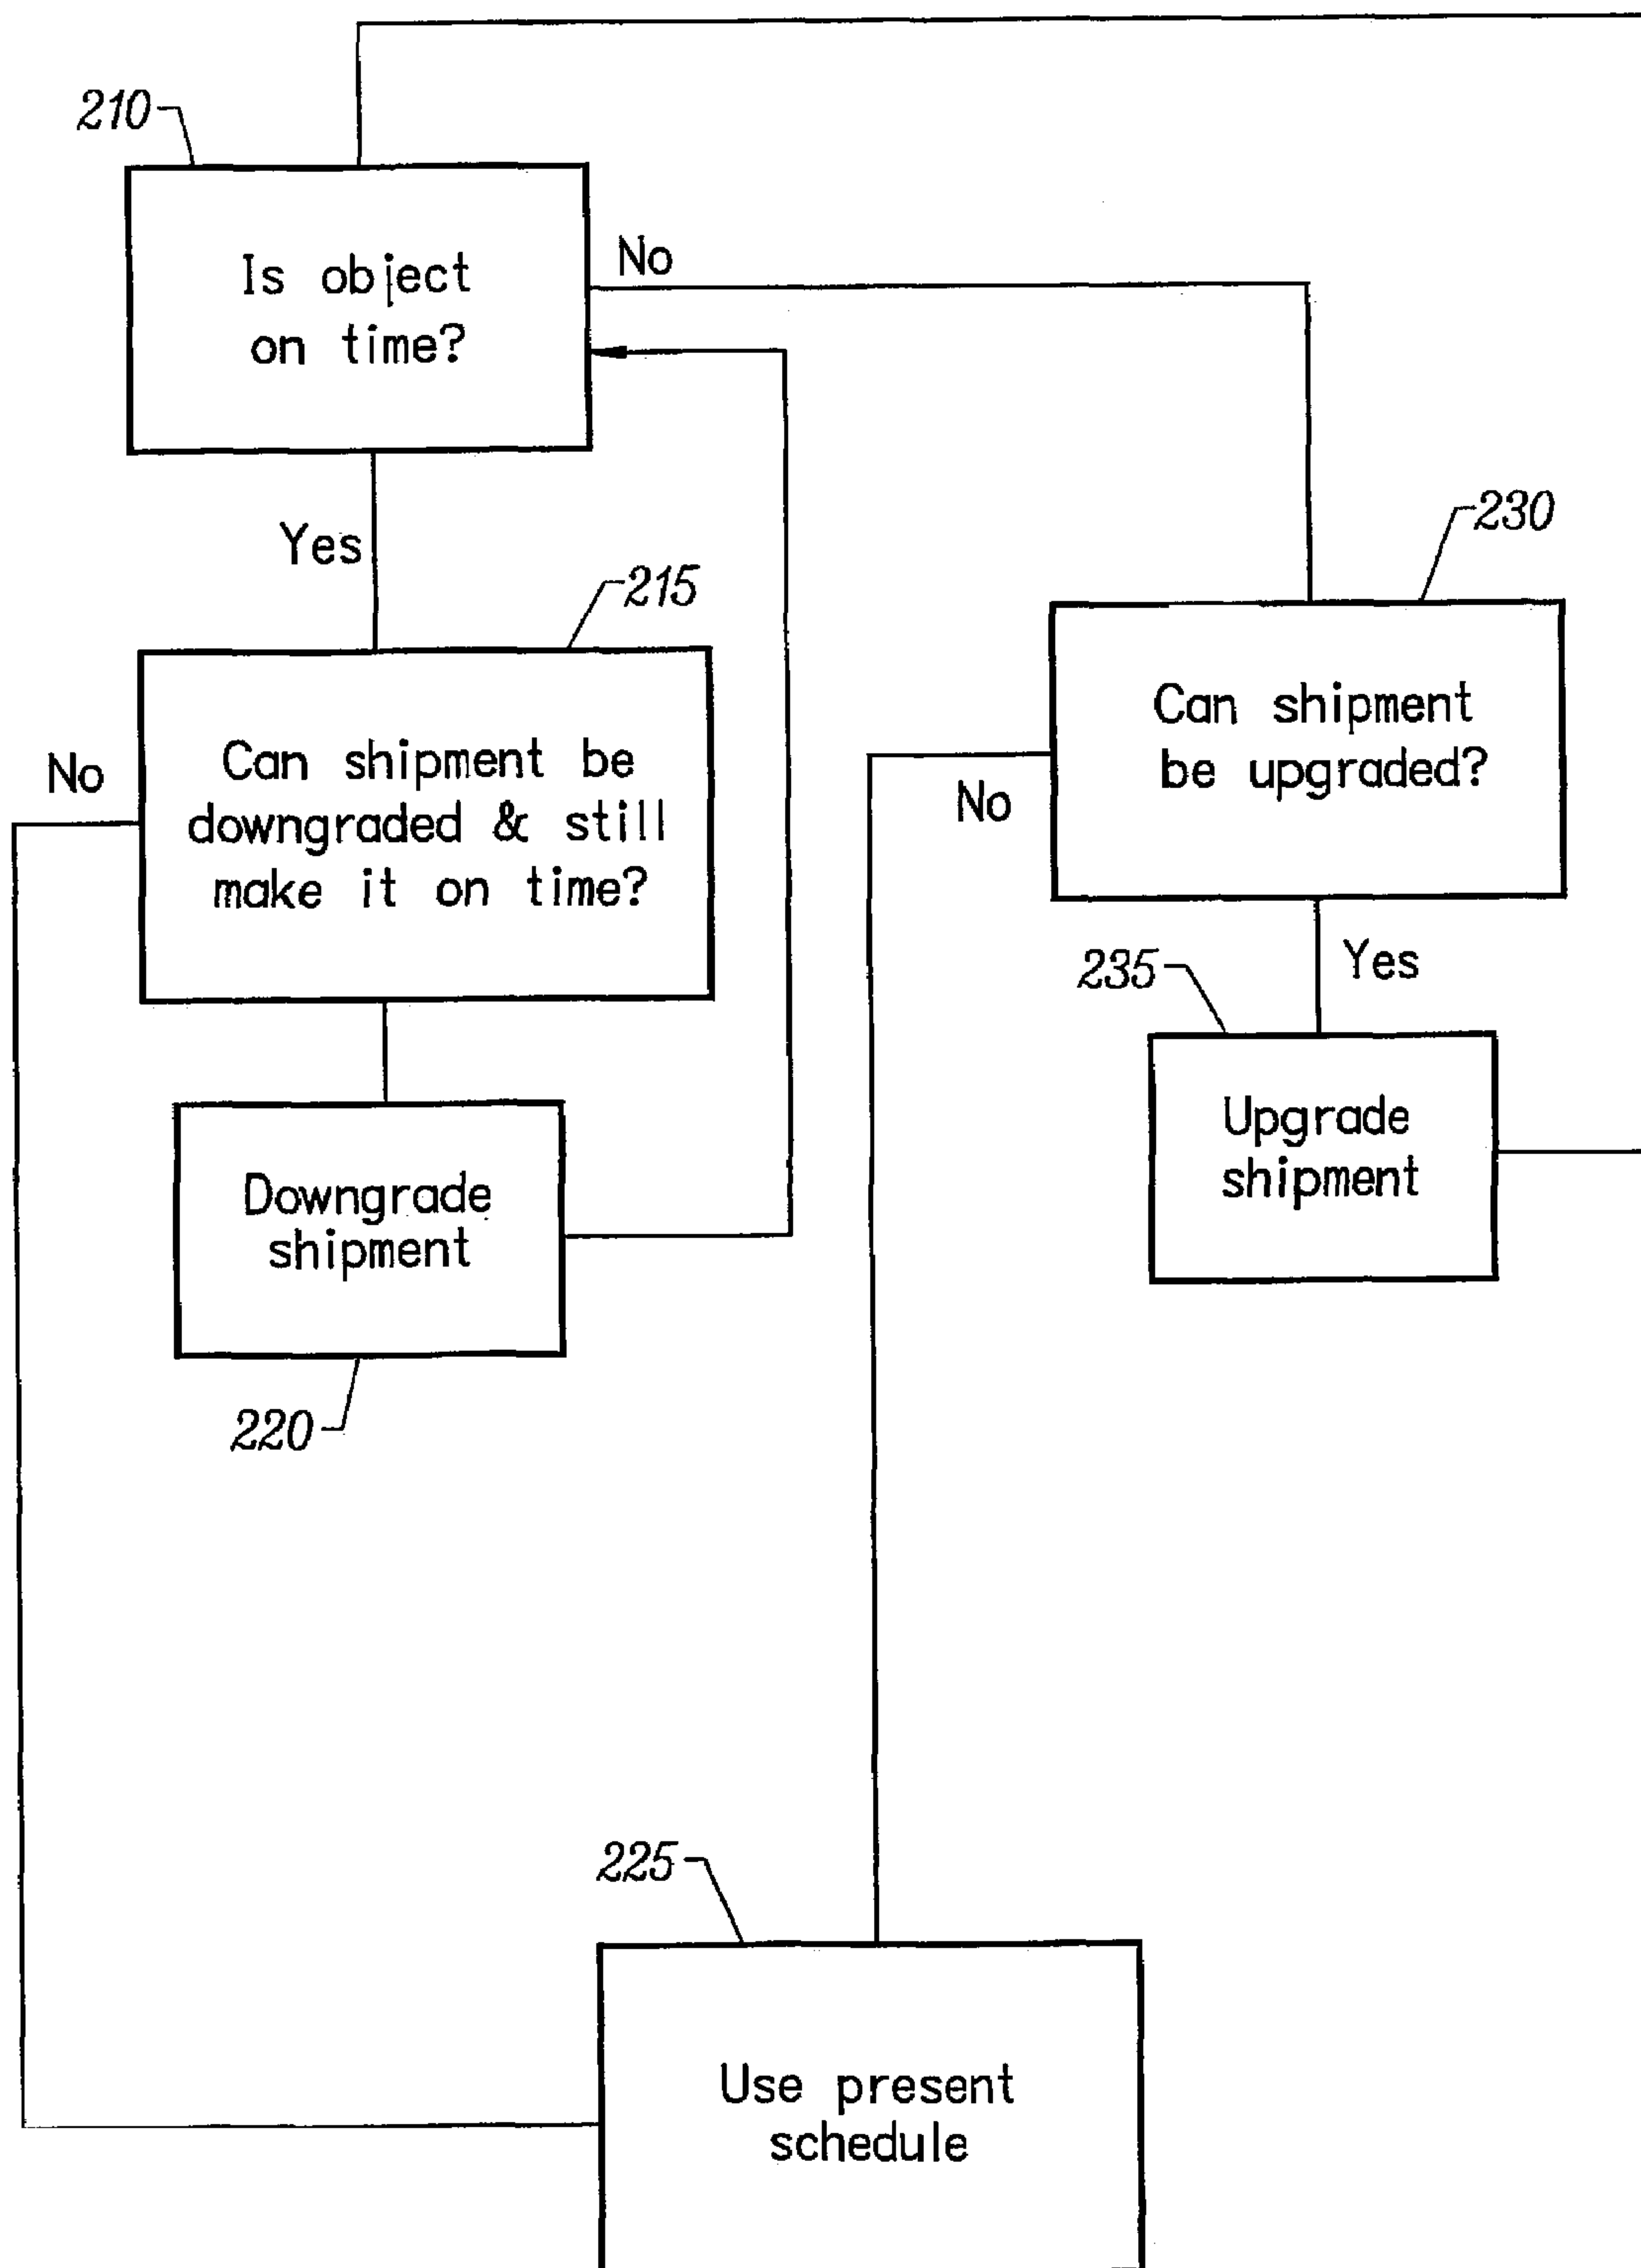 210
Is object
on time?
No
Yes
230
215
Can shipment
be upgraded?
No
Can shipment be
downgraded & still
make it on time?
No
235
Yes
Upgrade
shipment
Downgrade
shipment
220
225
Use present
schedule